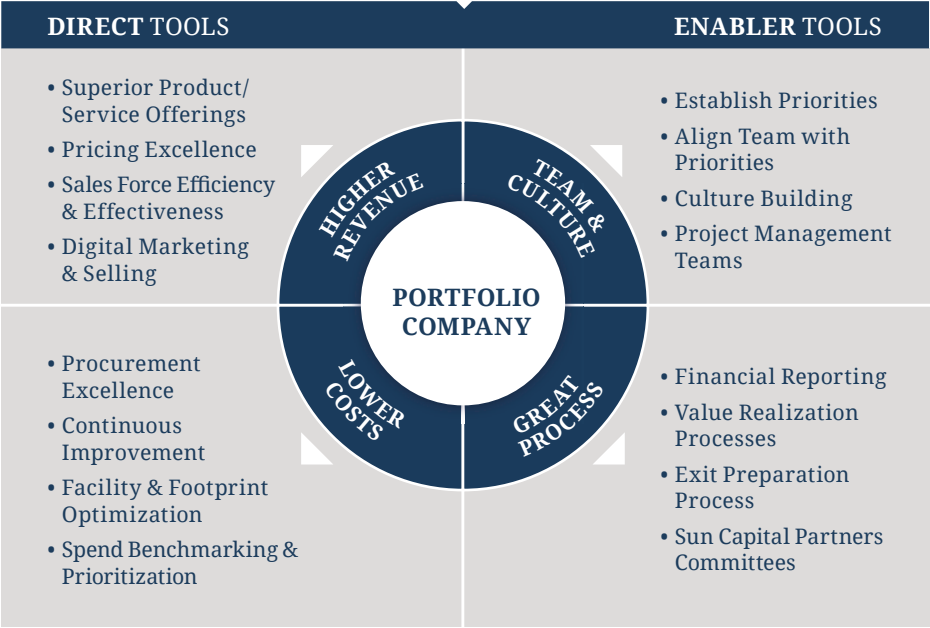 DIRECT TOOLS
ENABLER TOOLS
• Superior Product/
Service Offerings
• Pricing Excellence
• Sales Force Efficiency
& Effectiveness
• Digital Marketing
& Selling
HIGHER
REVENUE
TEAM &
CULTURE
• Establish Priorities
• Align Team with
Priorities
• Culture Building
• Project Management
Teams
PORTFOLIO
COMPANY
• Procurement
Excellence
• Continuous
Improvement
• Facility & Footprint
Optimization
• Spend Benchmarking &
Prioritization
LOWER
COSTS
GREAT
PROCESS
• Financial Reporting
• Value Realization
Processes
• Exit Preparation
Process
• Sun Capital Partners
Committees